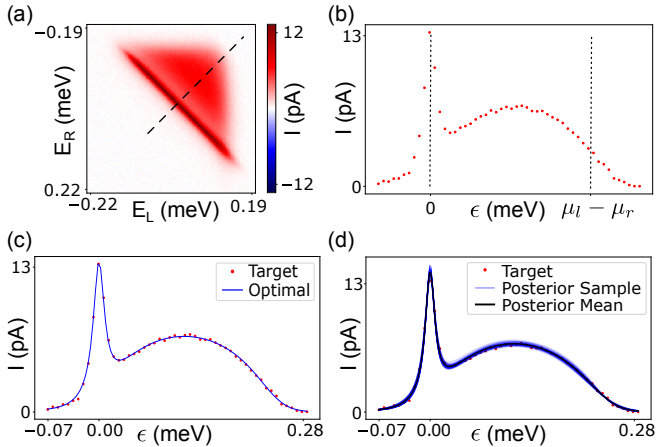 (a)
−0.19
E_R (meV)
0.22
−0.22
E_L (meV)
0.19
12
I (pA)
−12
(b)
13
I (pA)
0
0
ϵ (meV)
μ_l − μ_r
(c)
13
I (pA)
0
Target
Optimal
−0.07
0.00
ϵ (meV)
0.28
(d)
13
I (pA)
0
Target
Posterior Sample
Posterior Mean
−0.07
0.00
ϵ (meV)
0.28